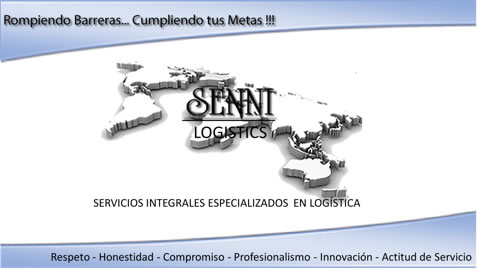 Rompiendo Barreras... Cumpliendo tus Metas !!!
SENNI
LOGISTICS
SERVICIOS INTEGRALES ESPECIALIZADOS EN LOGÍSTICA
Respeto - Honestidad - Compromiso - Profesionalismo - Innovación - Actitud de Servicio